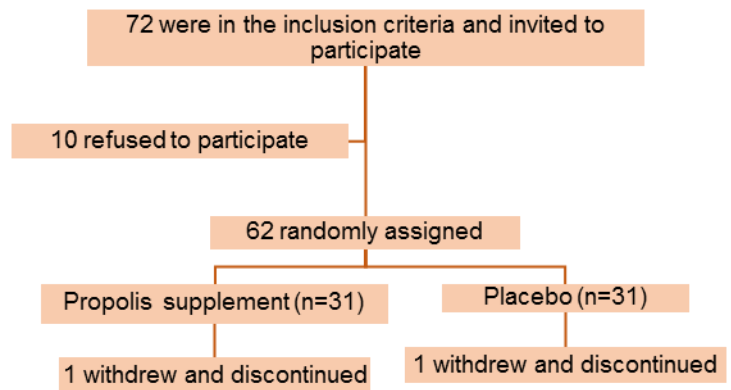 72 were in the inclusion criteria and invited to
participate
10 refused to participate
62 randomly assigned
Propolis supplement (n=31)
Placebo (n=31)
1 withdrew and discontinued
1 withdrew and discontinued